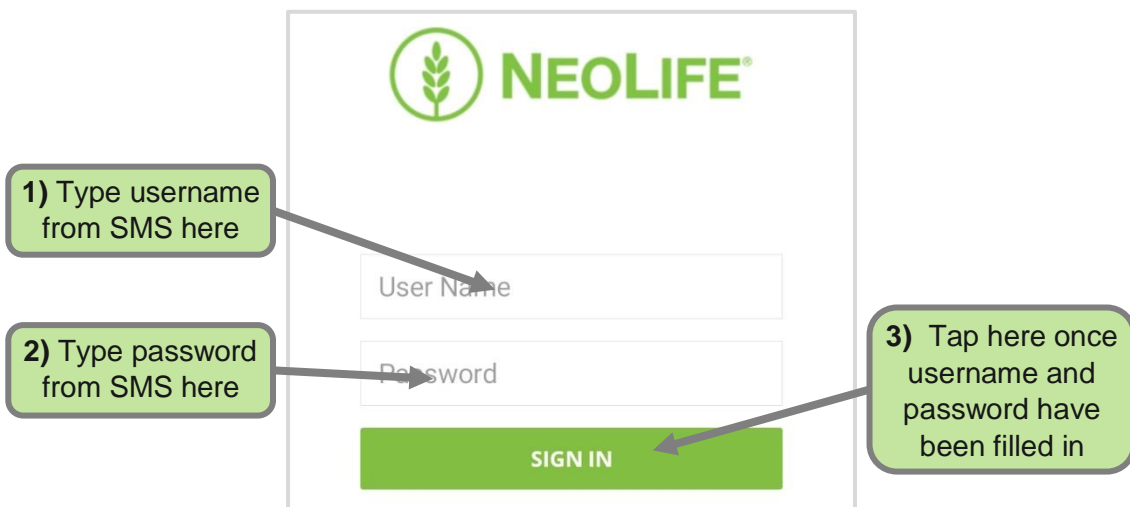 NEOLIFE®
1) Type username
from SMS here
User Name
2) Type password
from SMS here
Password
3) Tap here once
username and
password have
been filled in
SIGN IN